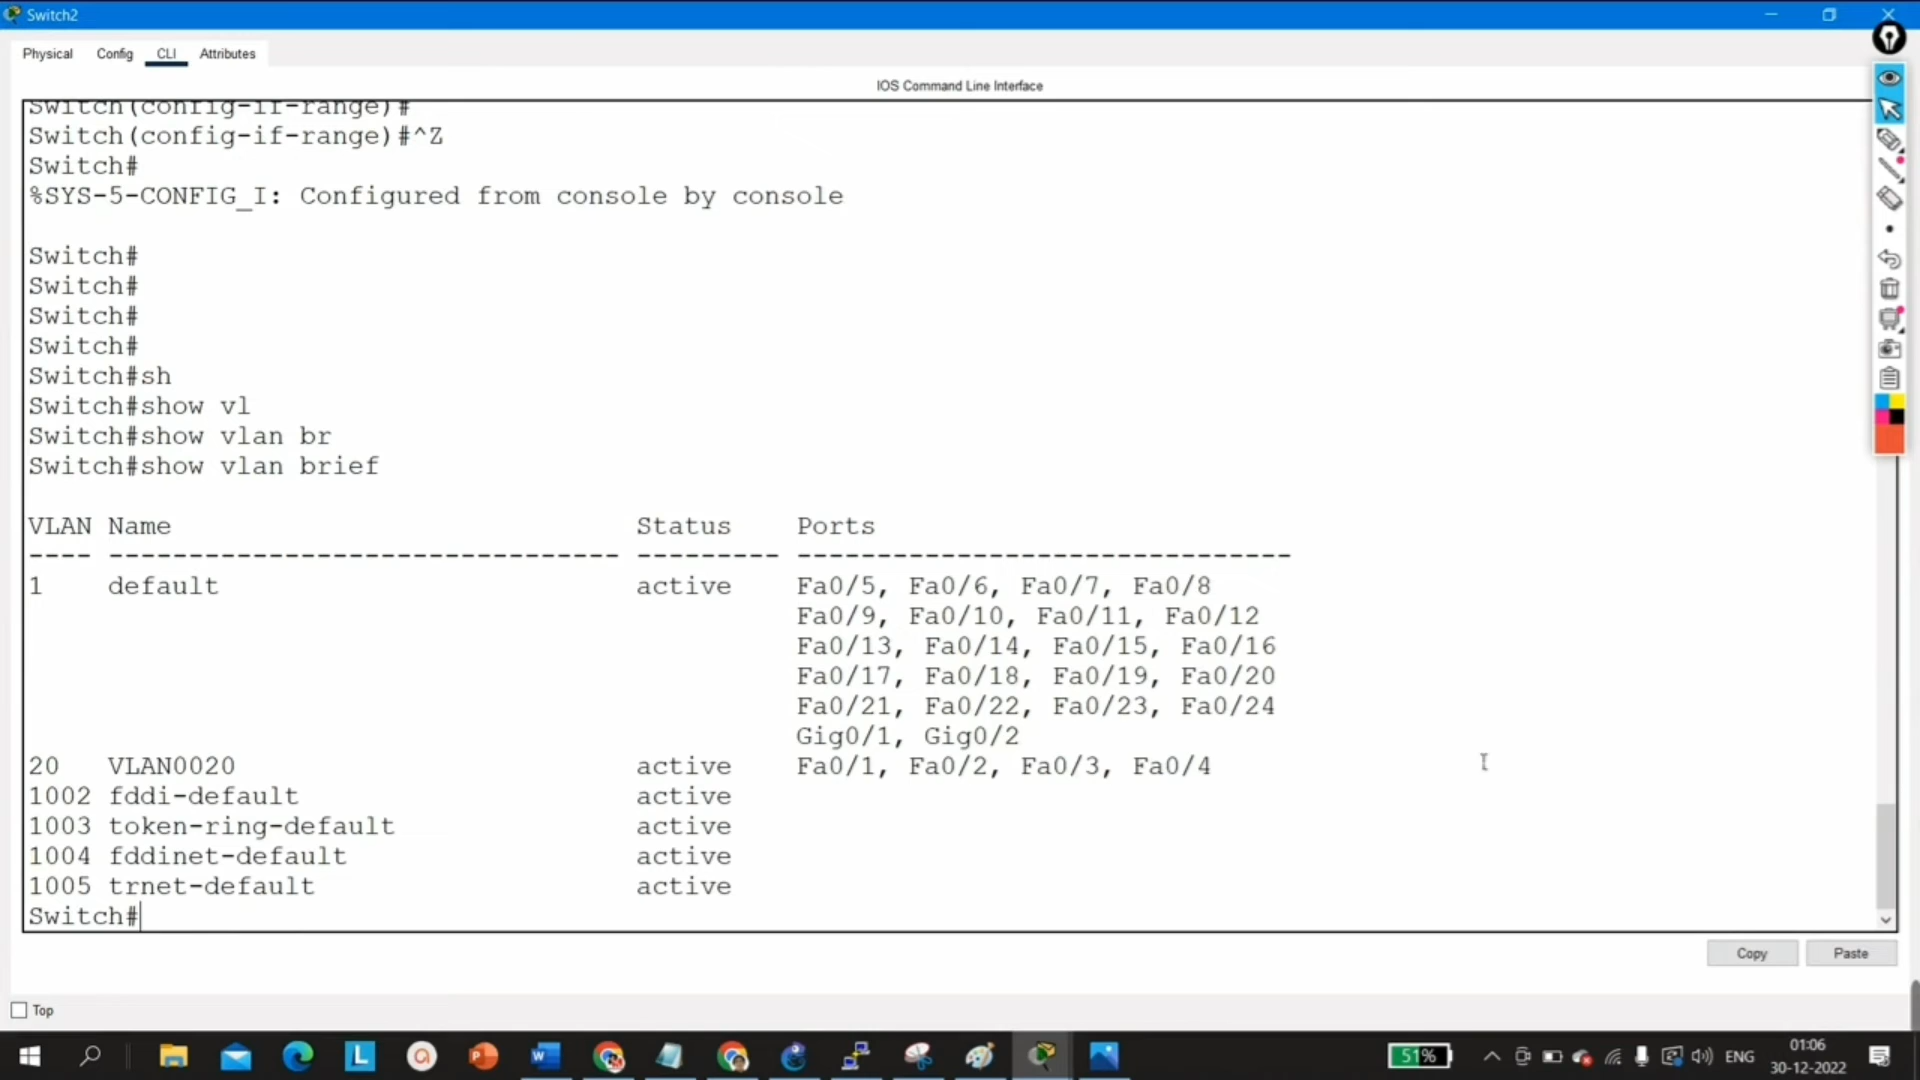 Switch2
Physical Config CLI Attributes
IOS Command Line Interface
Switch(config-if-range)#
Switch(config-if-range)#^Z
Switch#
%SYS-5-CONFIG_I: Configured from console by console
Switch#
Switch#
Switch#
Switch#
Switch#sh
Switch#show vl
Switch#show vlan br
Switch#show vlan brief
VLAN Name Status Ports
---- -------------------------------- --------- -------------------------------
1 default active Fa0/5, Fa0/6, Fa0/7, Fa0/8
Fa0/9, Fa0/10, Fa0/11, Fa0/12
Fa0/13, Fa0/14, Fa0/15, Fa0/16
Fa0/17, Fa0/18, Fa0/19, Fa0/20
Fa0/21, Fa0/22, Fa0/23, Fa0/24
Gig0/1, Gig0/2
20 VLAN0020 active Fa0/1, Fa0/2, Fa0/3, Fa0/4
1002 fddi-default active
1003 token-ring-default active
1004 fddinet-default active
1005 trnet-default active
Switch#
Copy Paste
Top
51% ENG 01:06
30-12-2022